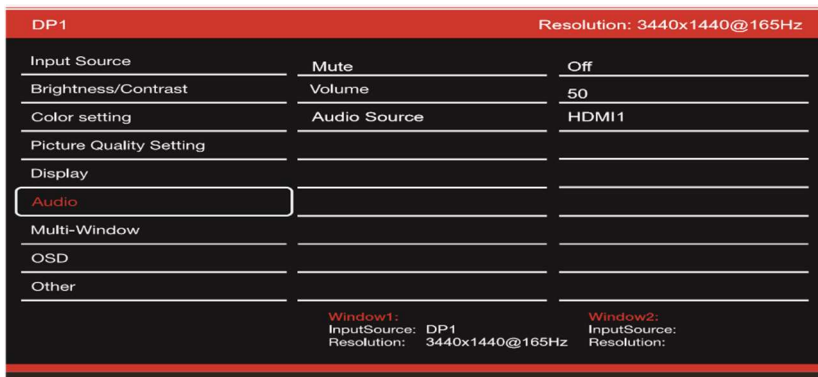 DP1 Resolution: 3440x1440@165Hz
Input Source
Mute Off
Brightness/Contrast Volume 50
Color setting Audio Source HDMI1
Picture Quality Setting
Display
Audio
Multi-Window
OSD
Other
Window1: Window2:
InputSource: DP1 InputSource:
Resolution: 3440x1440@165Hz Resolution: